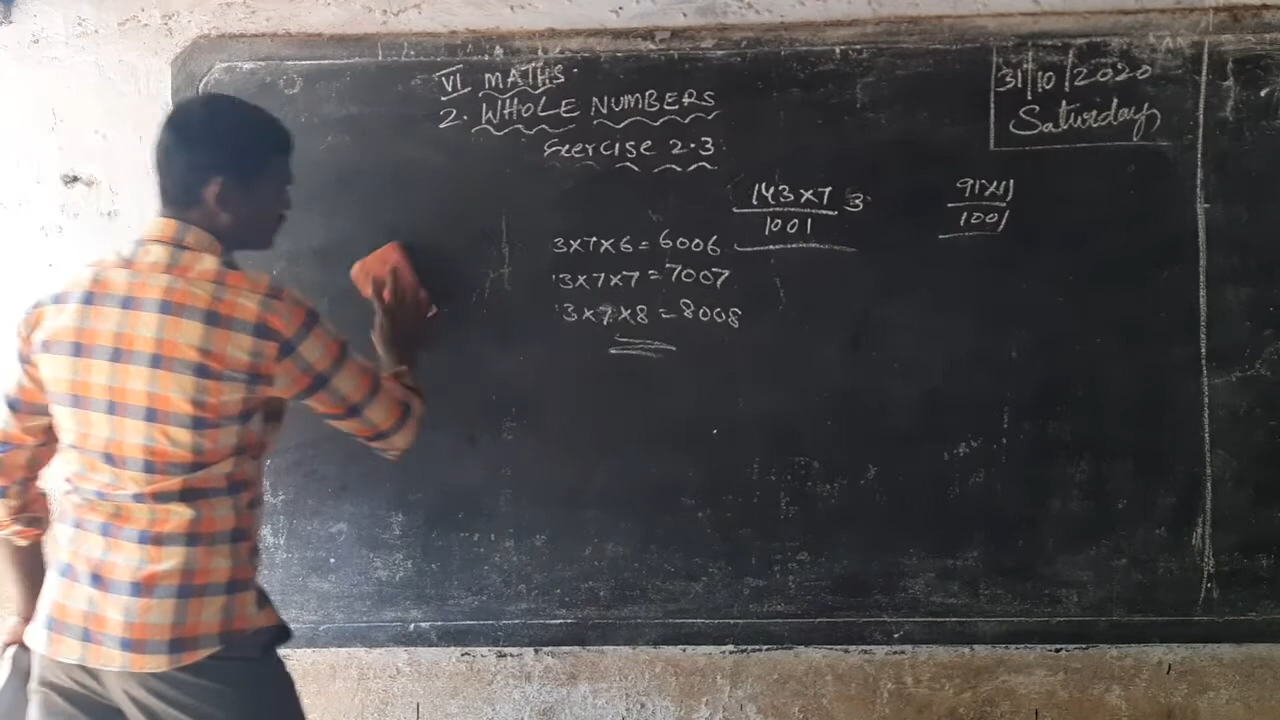 VI MATHS
2. WHOLE NUMBERS
Exercise 2.3
31/10/2020
Saturday
143×7 3
1001
91×11
1001
3×7×6=6006
3×7×7=7007
3×7×8=8008